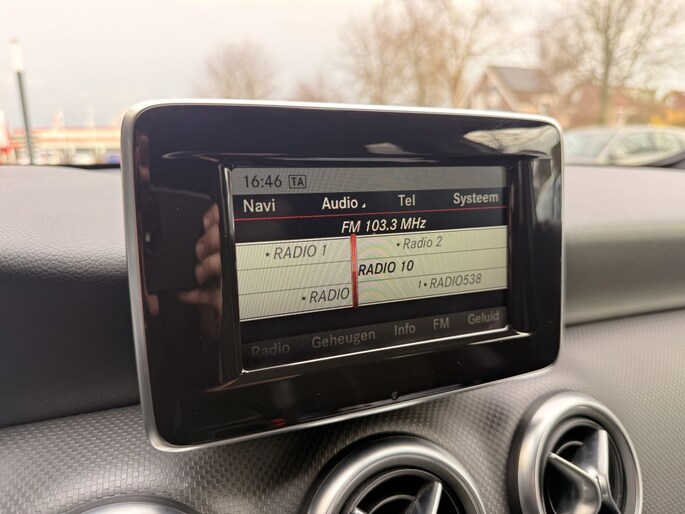 16:46 TA
Navi Audio Tel Systeem
FM 103.3 MHz
• RADIO 1 • Radio 2
RADIO 10
• RADIO 1 • RADIO538
Radio Geheugen Info FM Geluid